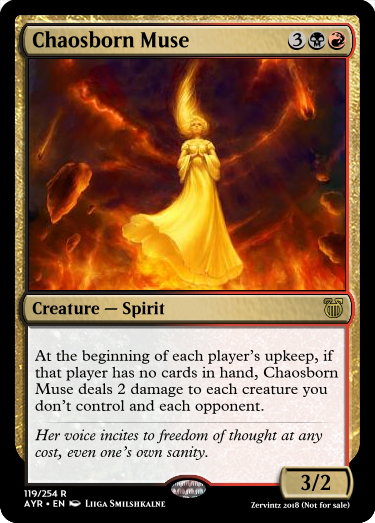 Chaosborn Muse 3
Creature — Spirit
At the beginning of each player's upkeep, if
that player has no cards in hand, Chaosborn
Muse deals 2 damage to each creature you
don't control and each opponent.
Her voice incites to freedom of thought at any
cost, even one's own sanity.
3/2
119/254 R
AYR • EN Liiga Smilshkalne
Zervintz 2018 (Not for sale)